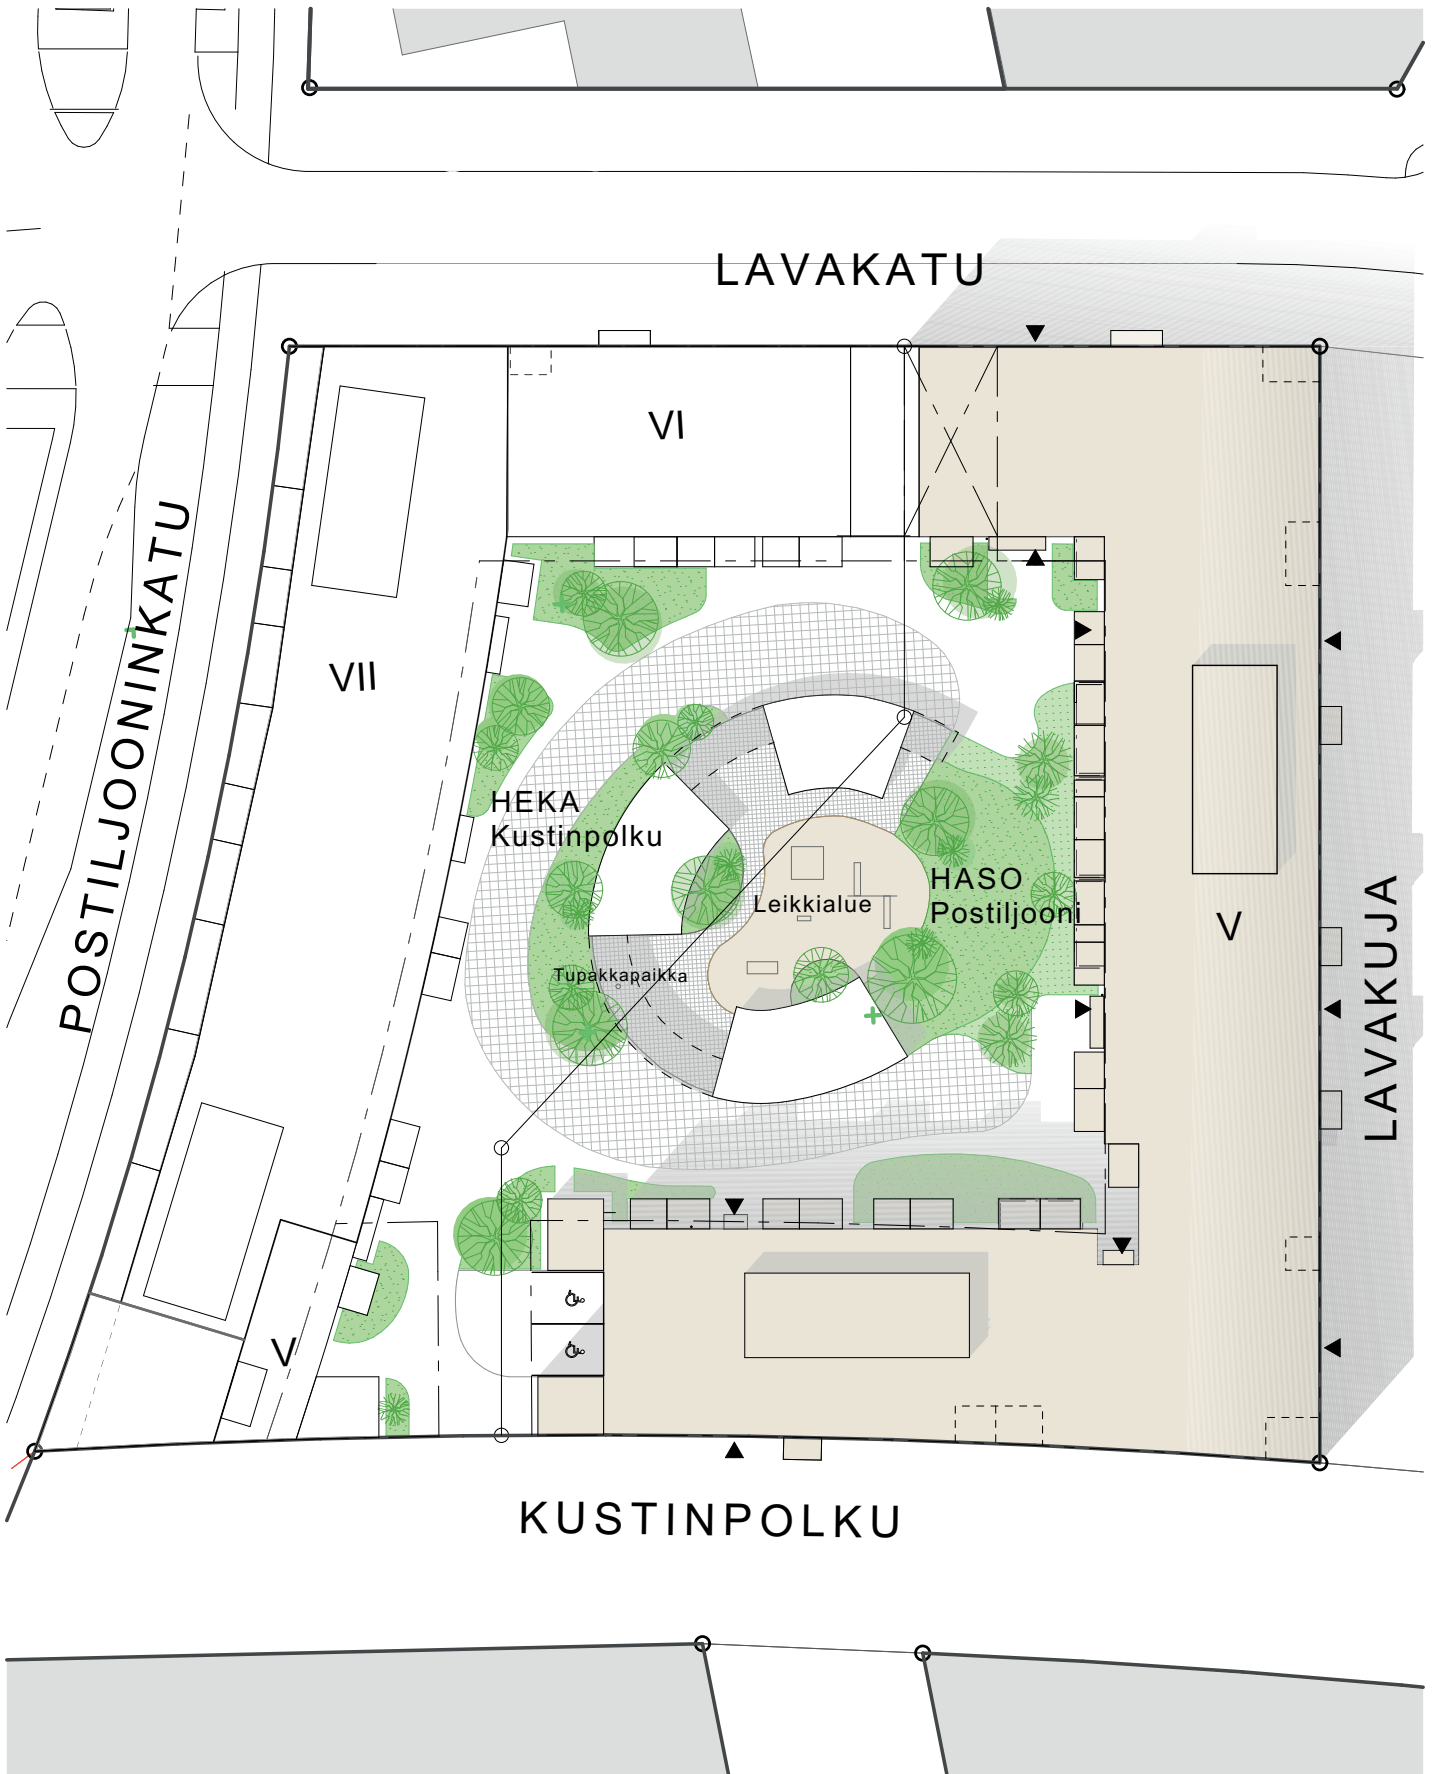 LAVAKATU
VI
POSTILJOONINKATU
VII
HEKA
Kustinpolku
HASO
Postiljooni
Leikkialue
V
LAVAKUJA
Tupakkapaikka
V
KUSTINPOLKU